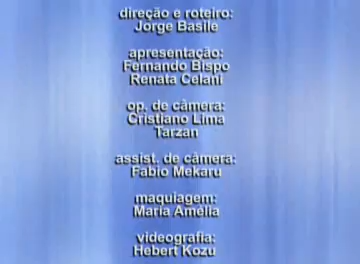 direção e roteiro:
Jorge Basile
apresentação:
Fernando Bispo
Renata Celani
op. de câmera:
Cristiano Lima
Tarzan
assist. de câmera:
Fabio Mekaru
maquiagem:
Maria Amélia
videografia:
Hebert Kozu